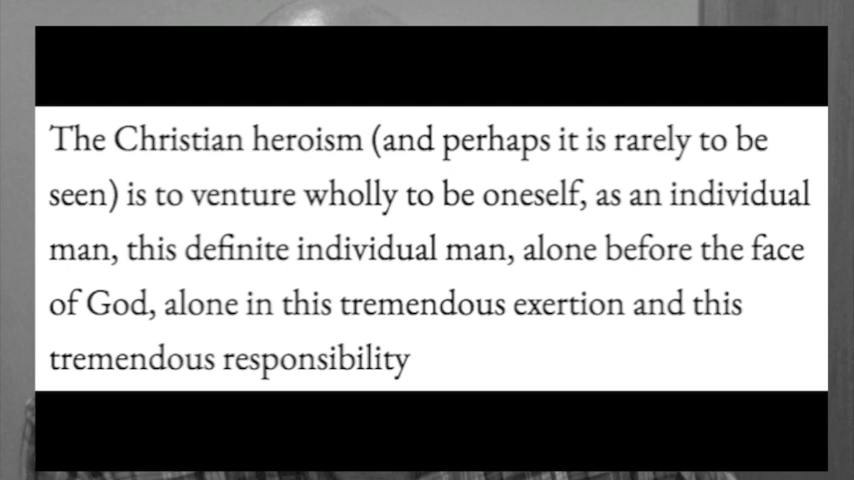 The Christian heroism (and perhaps it is rarely to be
seen) is to venture wholly to be oneself, as an individual
man, this definite individual man, alone before the face
of God, alone in this tremendous exertion and this
tremendous responsibility